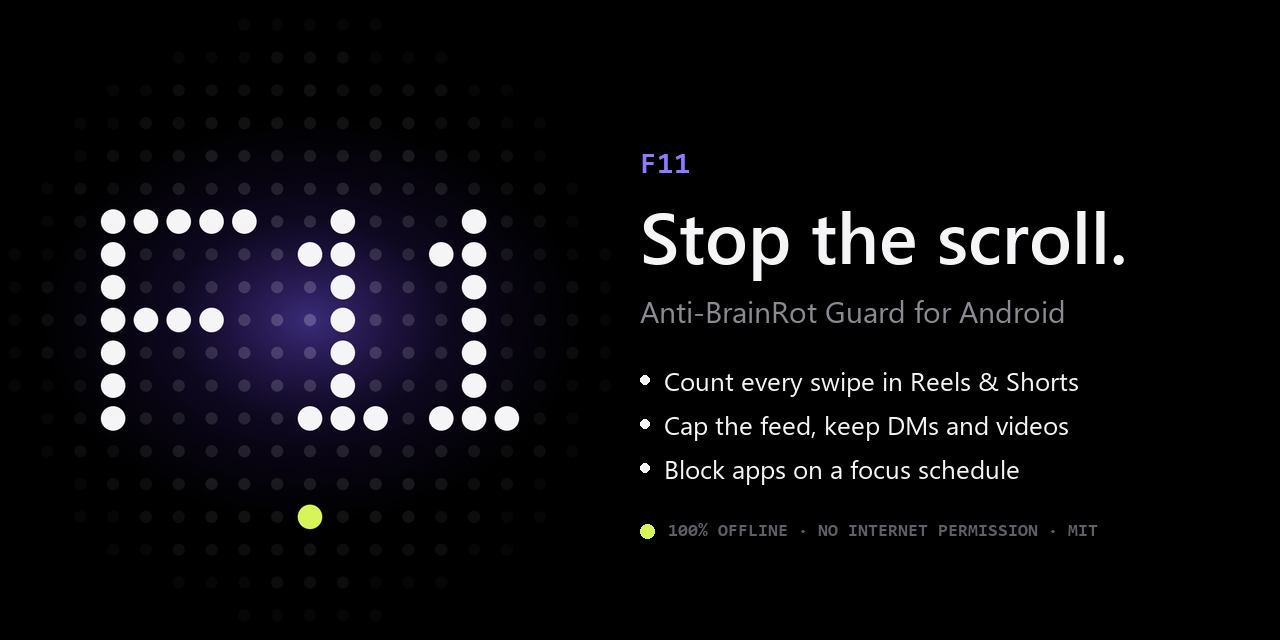 F11
F11
Stop the scroll.
Anti-BrainRot Guard for Android
• Count every swipe in Reels & Shorts
• Cap the feed, keep DMs and videos
• Block apps on a focus schedule
100% OFFLINE · NO INTERNET PERMISSION · MIT